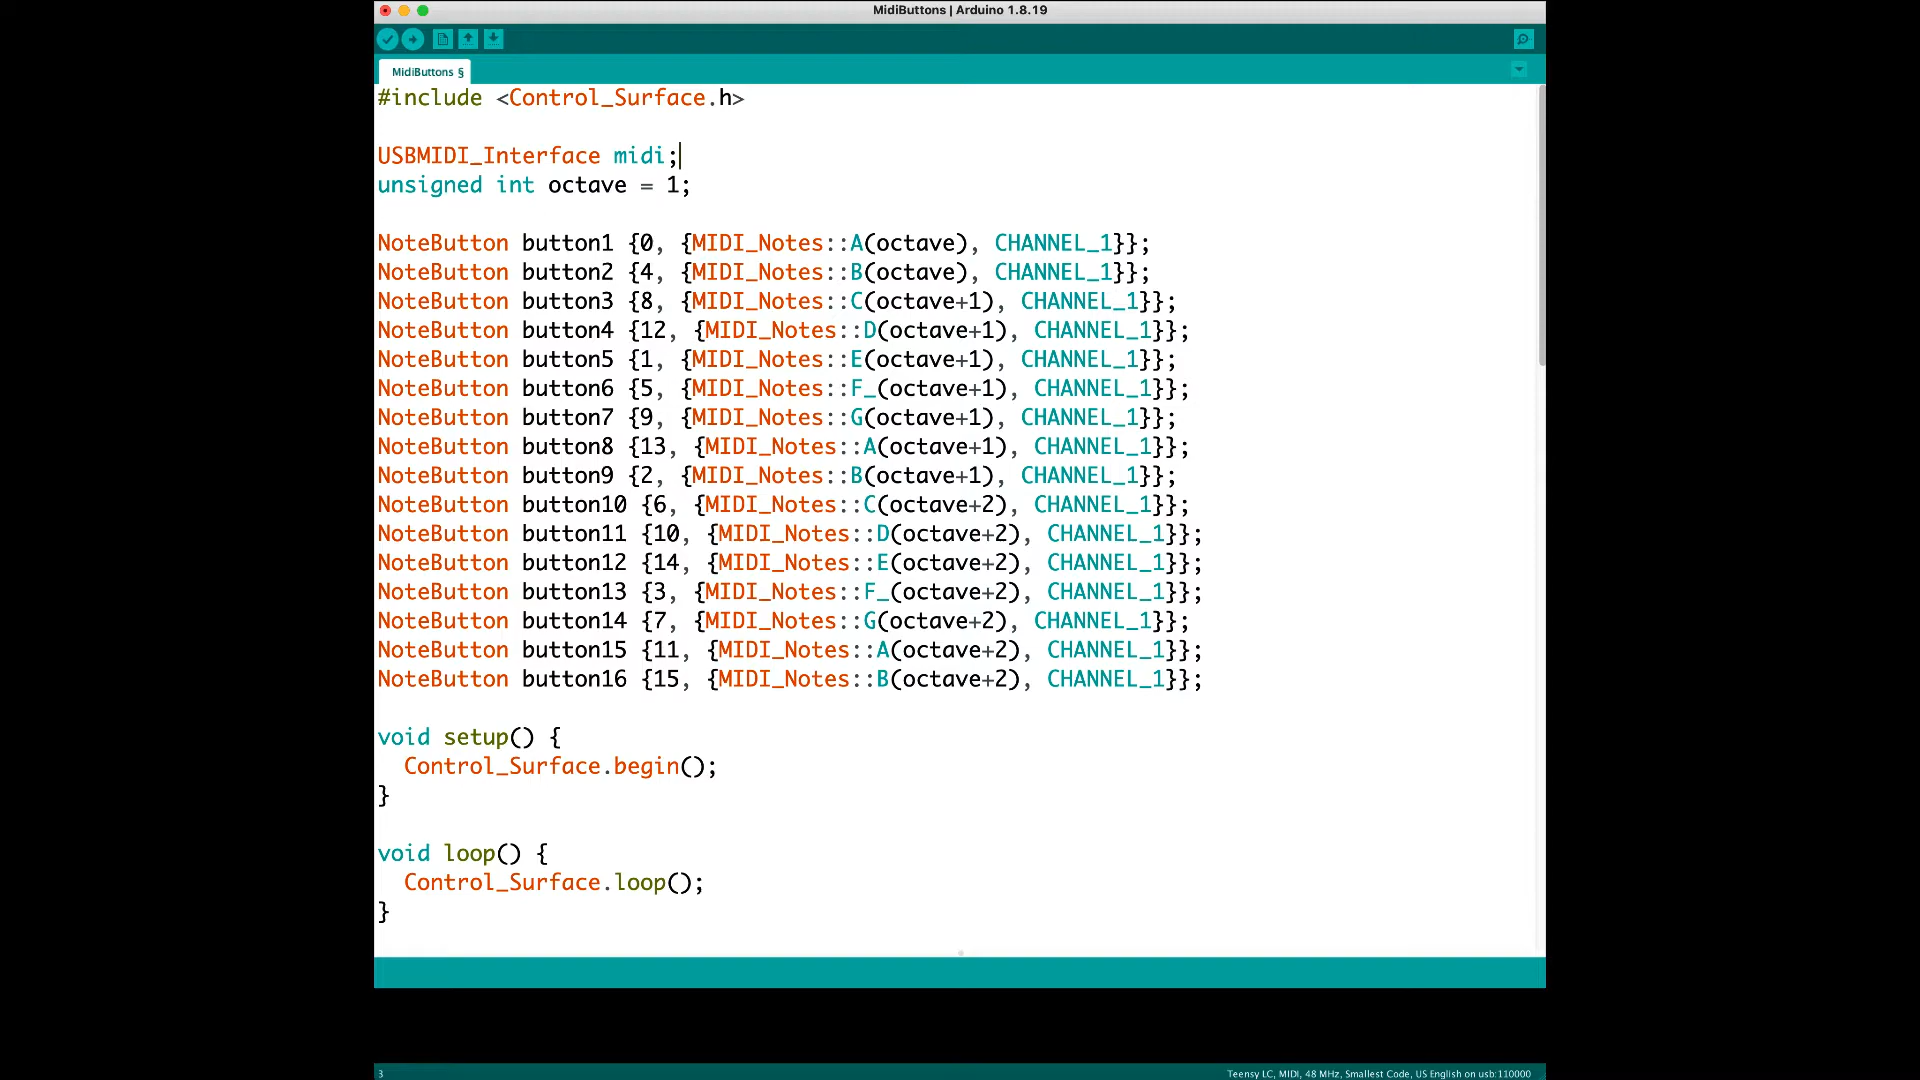 MidiButtons | Arduino 1.8.19
MidiButtons §
#include <Control_Surface.h>
USBMIDI_Interface midi;
unsigned int octave = 1;
NoteButton button1 {0, {MIDI_Notes::A(octave), CHANNEL_1}};
NoteButton button2 {4, {MIDI_Notes::B(octave), CHANNEL_1}};
NoteButton button3 {8, {MIDI_Notes::C(octave+1), CHANNEL_1}};
NoteButton button4 {12, {MIDI_Notes::D(octave+1), CHANNEL_1}};
NoteButton button5 {1, {MIDI_Notes::E(octave+1), CHANNEL_1}};
NoteButton button6 {5, {MIDI_Notes::F_(octave+1), CHANNEL_1}};
NoteButton button7 {9, {MIDI_Notes::G(octave+1), CHANNEL_1}};
NoteButton button8 {13, {MIDI_Notes::A(octave+1), CHANNEL_1}};
NoteButton button9 {2, {MIDI_Notes::B(octave+1), CHANNEL_1}};
NoteButton button10 {6, {MIDI_Notes::C(octave+2), CHANNEL_1}};
NoteButton button11 {10, {MIDI_Notes::D(octave+2), CHANNEL_1}};
NoteButton button12 {14, {MIDI_Notes::E(octave+2), CHANNEL_1}};
NoteButton button13 {3, {MIDI_Notes::F_(octave+2), CHANNEL_1}};
NoteButton button14 {7, {MIDI_Notes::G(octave+2), CHANNEL_1}};
NoteButton button15 {11, {MIDI_Notes::A(octave+2), CHANNEL_1}};
NoteButton button16 {15, {MIDI_Notes::B(octave+2), CHANNEL_1}};
void setup() {
  Control_Surface.begin();
}
void loop() {
  Control_Surface.loop();
}
3
Teensy LC, MIDI, 48 MHz, Smallest Code, US English on usb:110000